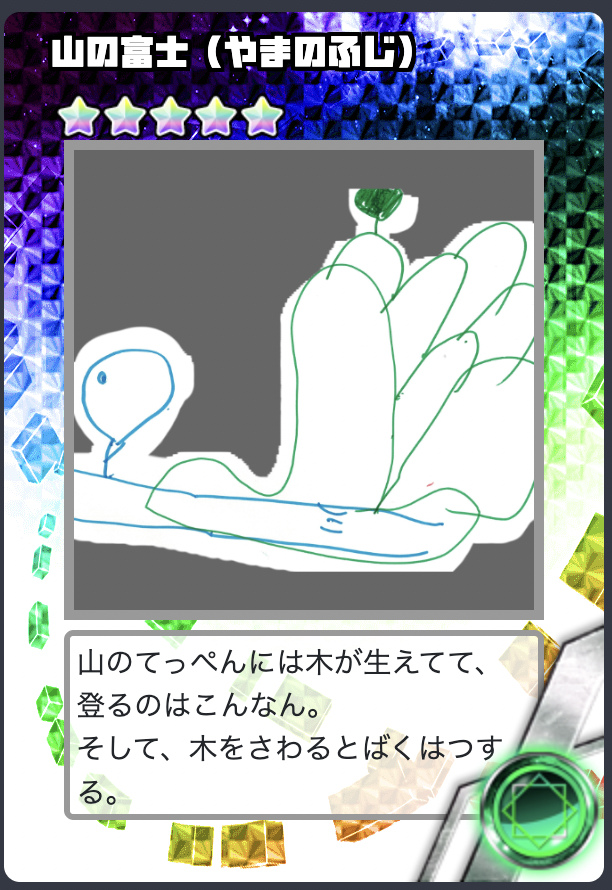 山の富士（やまのふじ）
山のてっぺんには木が生えてて、
登るのはこんなん。
そして、木をさわるとばくはつす
る。